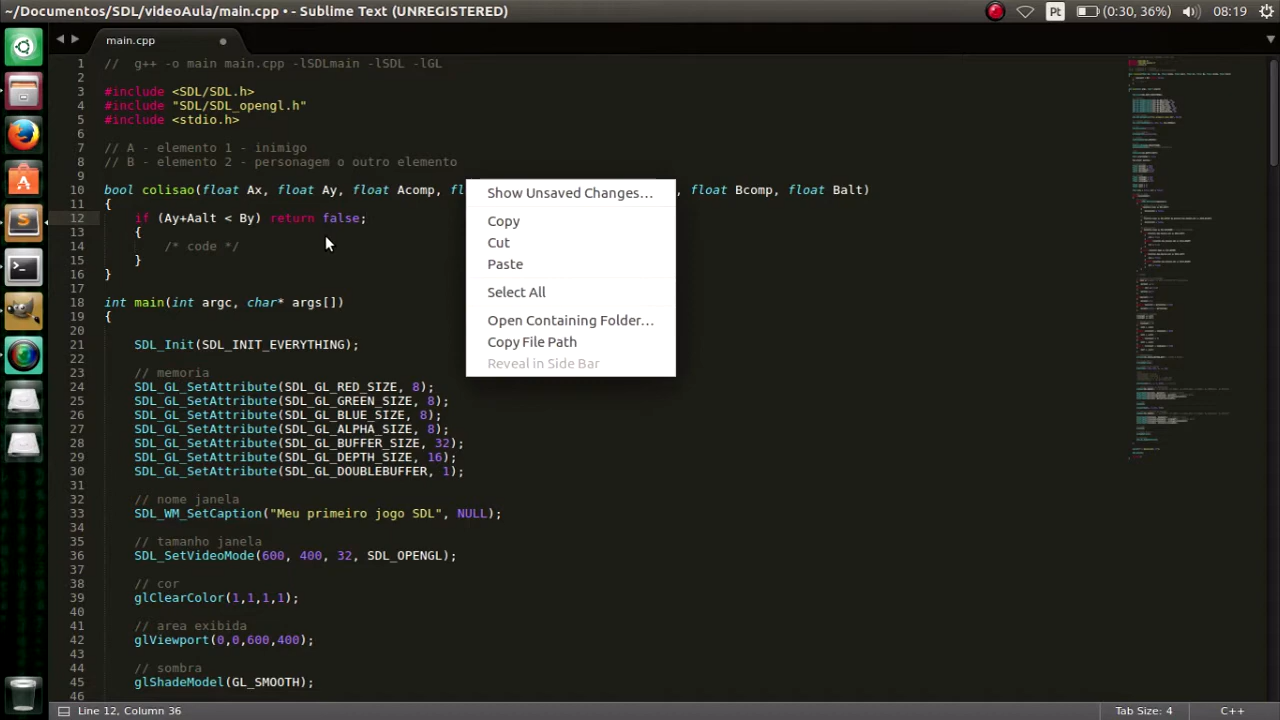 ~/Documentos/SDL/videoAula/main.cpp • - Sublime Text (UNREGISTERED)
Pt
(0:30, 36%)
08:19
main.cpp
1 // g++ -o main main.cpp -lSDLmain -lSDL -lGL
2
3 #include <SDL/SDL.h>
4 #include "SDL/SDL_opengl.h"
5 #include <stdio.h>
6
7 // A - elemento 1 - inimigo
8 // B - elemento 2 - personagem o outro elemento
9
10 bool colisao(float Ax, float Ay, float Acomp, fl , float Bcomp, float Balt)
11 {
12 if (Ay+Aalt < By) return false;
13 {
14 /* code */
15 }
16 }
17
18 int main(int argc, char* args[])
19 {
20
21 SDL_Init(SDL_INIT_EVERYTHING);
22
23 // memoria
24 SDL_GL_SetAttribute(SDL_GL_RED_SIZE, 8);
25 SDL_GL_SetAttribute(SDL_GL_GREEN_SIZE, 8);
26 SDL_GL_SetAttribute(SDL_GL_BLUE_SIZE, 8);
27 SDL_GL_SetAttribute(SDL_GL_ALPHA_SIZE, 8);
28 SDL_GL_SetAttribute(SDL_GL_BUFFER_SIZE, 32);
29 SDL_GL_SetAttribute(SDL_GL_DEPTH_SIZE, 16);
30 SDL_GL_SetAttribute(SDL_GL_DOUBLEBUFFER, 1);
31
32 // nome janela
33 SDL_WM_SetCaption("Meu primeiro jogo SDL", NULL);
34
35 // tamanho janela
36 SDL_SetVideoMode(600, 400, 32, SDL_OPENGL);
37
38 // cor
39 glClearColor(1,1,1,1);
40
41 // area exibida
42 glViewport(0,0,600,400);
43
44 // sombra
45 glShadeModel(GL_SMOOTH);
46
Show Unsaved Changes...
Copy
Cut
Paste
Select All
Open Containing Folder...
Copy File Path
Reveal in Side Bar
Line 12, Column 36
Tab Size: 4
C++